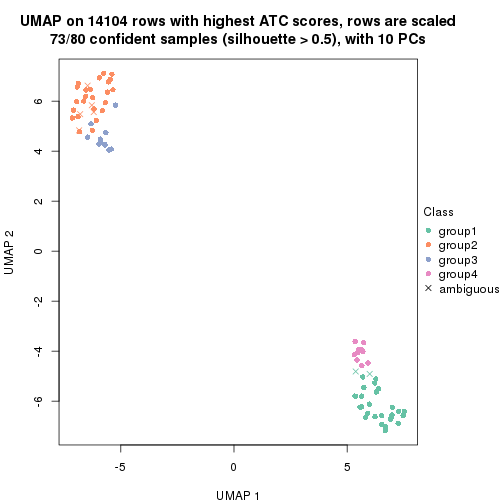 UMAP on 14104 rows with highest ATC scores, rows are scaled
73/80 confident samples (silhouette > 0.5), with 10 PCs
6
4
2
0
-2
-4
-6
UMAP 2
-5
0
5
UMAP 1
Class
group1
group2
group3
group4
ambiguous